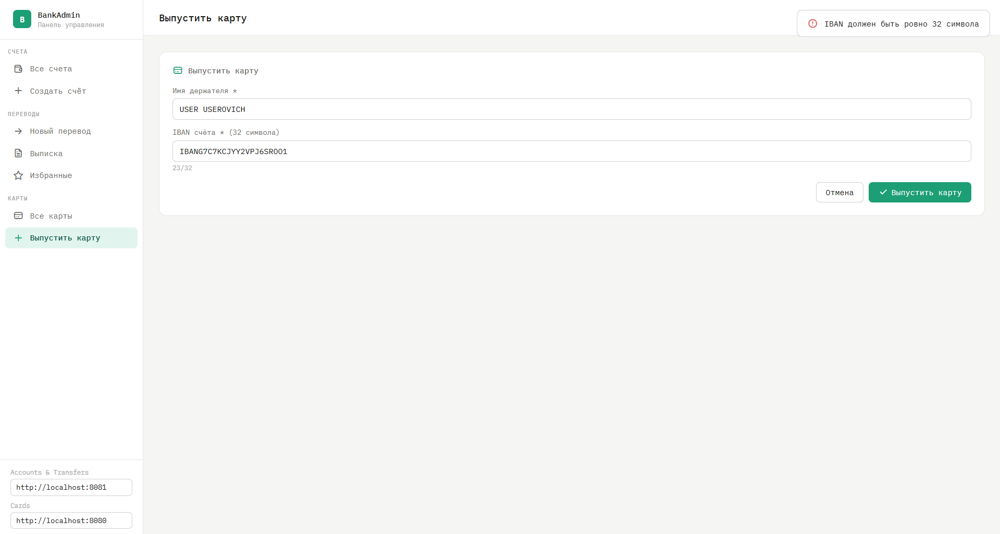 B
BankAdmin
Панель управления
СЧЕТА
Все счета
Создать счёт
ПЕРЕВОДЫ
Новый перевод
Выписка
Избранные
КАРТЫ
Все карты
Выпустить карту
Accounts & Transfers
http://localhost:8081
Cards
http://localhost:8080
Выпустить карту
IBAN должен быть ровно 32 символа
Выпустить карту
Имя держателя *
USER USEROVICH
IBAN счёта * (32 символа)
IBANG7C7KCJYY2VPJ6SROO1
23/32
Отмена
Выпустить карту